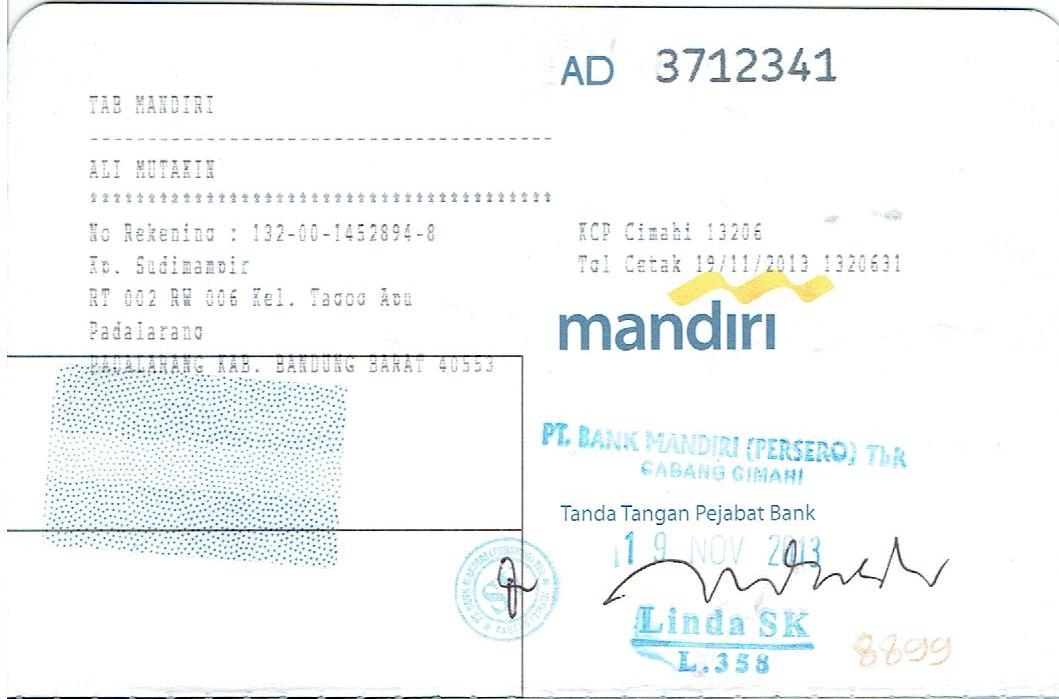 AD 3712341
TAB MANDIRI
----------------------------------------------
ALI MUTAKIN
**********************************************
No Rekening : 132-00-1452894-8
Kp. Sudimampir
RT 002 RW 006 Kel. Tagog Apu
Padalarang
PADALARANG KAB. BANDUNG BARAT 40553
KCP Cimahi 13206
Tgl Cetak 19/11/2013 1320631
mandiri
PT. BANK MANDIRI (PERSERO) Tbk
CABANG CIMAHI
Tanda Tangan Pejabat Bank
19 NOV 2013
Linda SK
L.358
8899